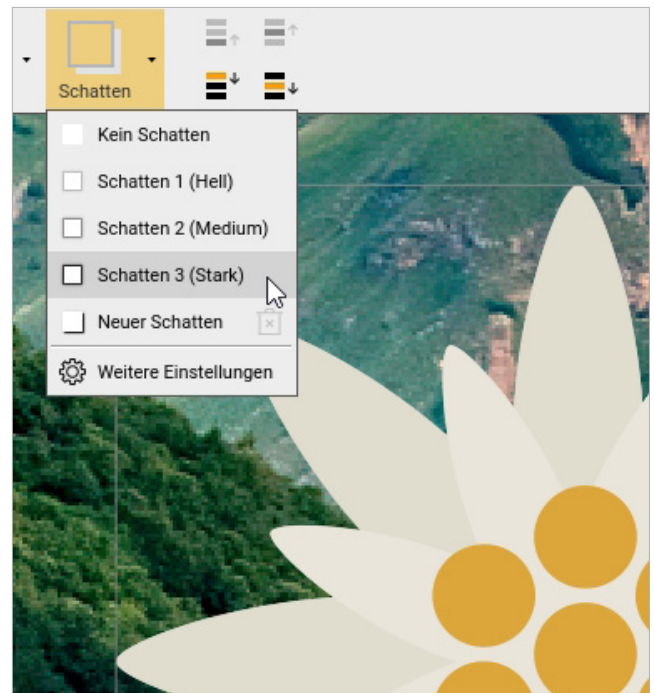 Schatten
Kein Schatten
Schatten 1 (Hell)
Schatten 2 (Medium)
Schatten 3 (Stark)
Neuer Schatten
Weitere Einstellungen